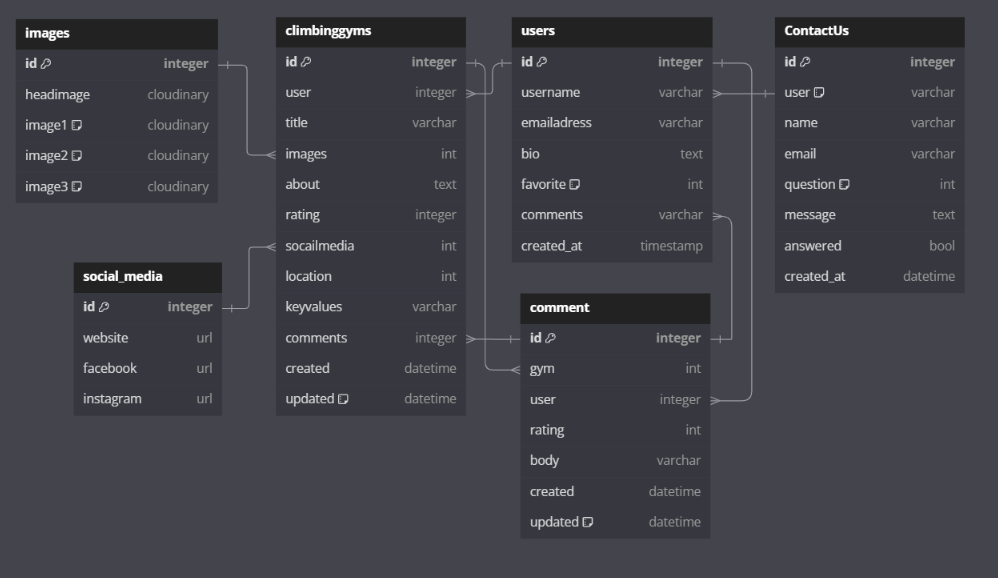 images
id integer
headimage cloudinary
image1 cloudinary
image2 cloudinary
image3 cloudinary
social_media
id integer
website url
facebook url
instagram url
climbinggyms
id integer
user integer
title varchar
images int
about text
rating integer
socailmedia int
location int
keyvalues varchar
comments integer
created datetime
updated datetime
users
id integer
username varchar
emailadress varchar
bio text
favorite int
comments varchar
created_at timestamp
comment
id integer
gym int
user integer
rating int
body varchar
created datetime
updated datetime
ContactUs
id integer
user varchar
name varchar
email varchar
question int
message text
answered bool
created_at datetime